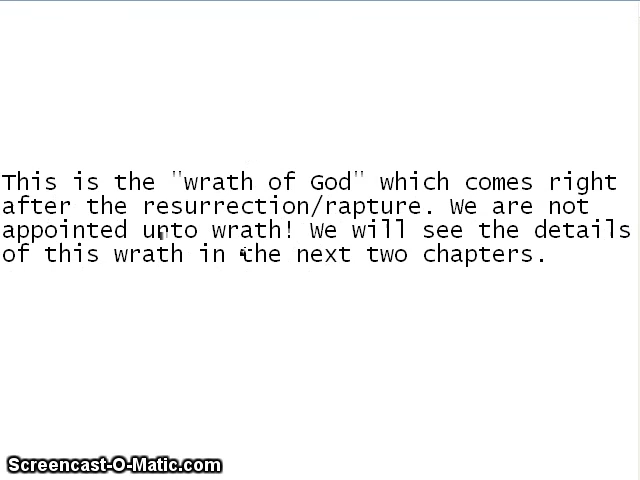 This is the "wrath of God" which comes right
after the resurrection/rapture. We are not
appointed unto wrath! We will see the details
of this wrath in the next two chapters.
Screencast-O-Matic.com